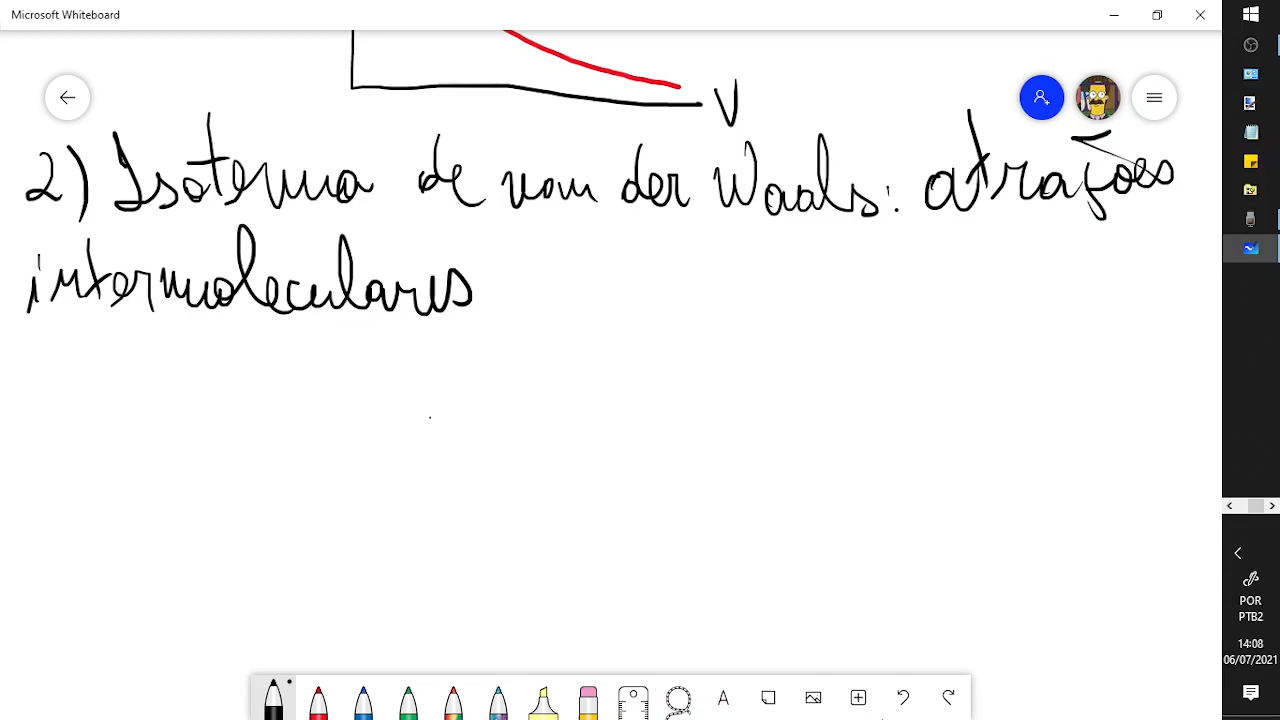 Microsoft Whiteboard
V
2) Isoterma de van der Waals: atrações
intermoleculares
POR
PTB2
14:08
06/07/2021